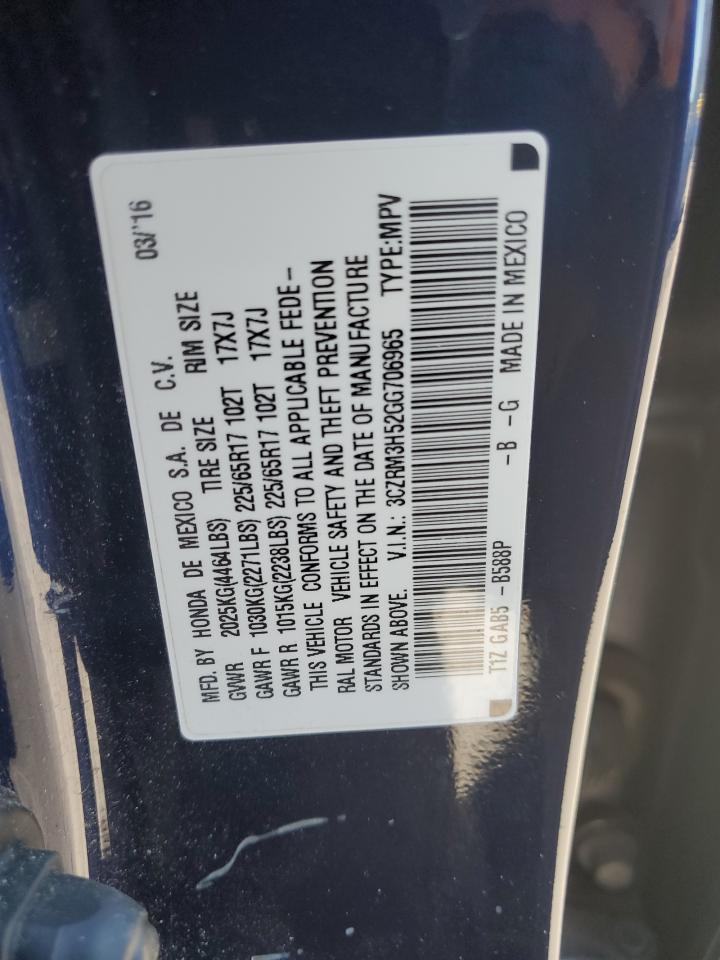 03/'16
MFD. BY HONDA DE MEXICO S.A. DE C.V.
GVWR 2025KG(4464LBS) TIRE SIZE RIM SIZE
GAWR F 1030KG(2271LBS) 225/65R17 102T 17X7J
GAWR R 1015KG(2238LBS) 225/65R17 102T 17X7J
THIS VEHICLE CONFORMS TO ALL APPLICABLE FEDE-
RAL MOTOR VEHICLE SAFETY AND THEFT PREVENTION
STANDARDS IN EFFECT ON THE DATE OF MANUFACTURE
SHOWN ABOVE. V.I.N.: 3CZRM3H52GG706965 TYPE:MPV
T1Z GAB5 -B588P -B -G MADE IN MEXICO